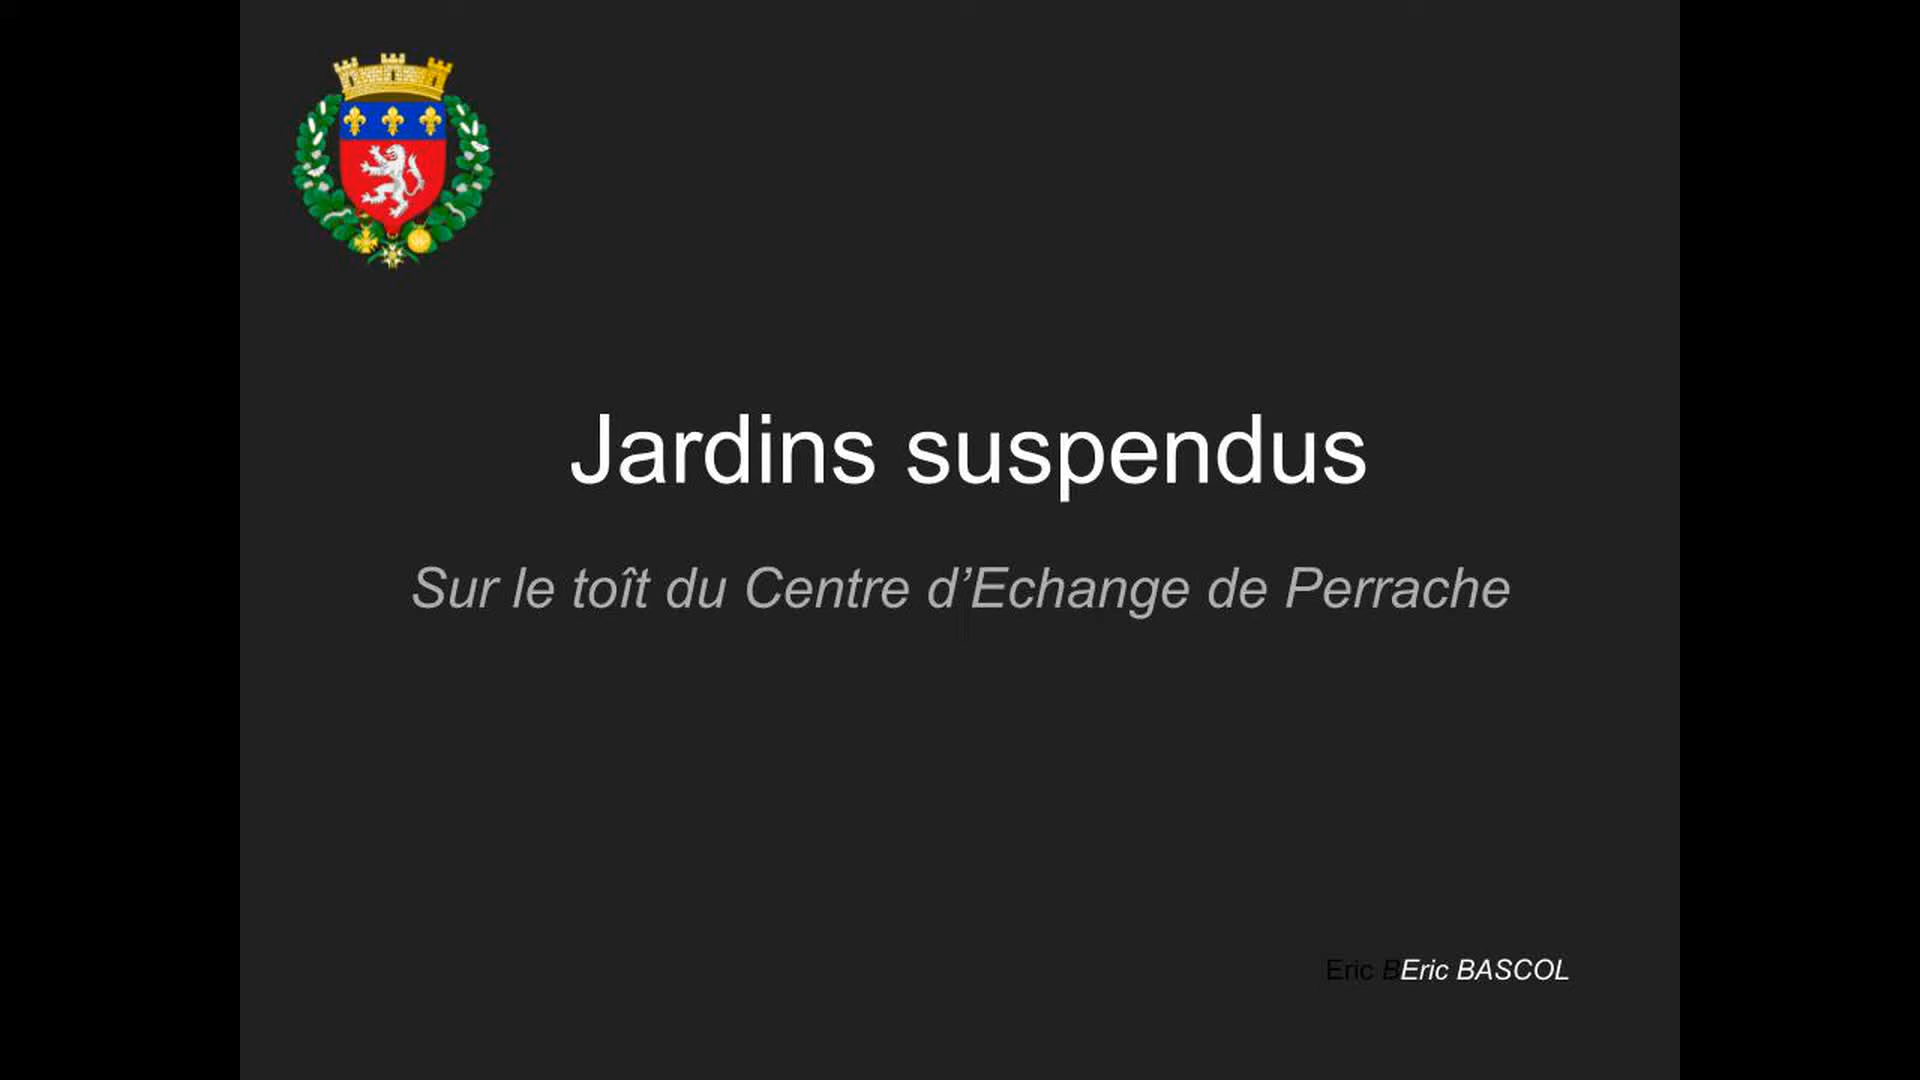 Jardins suspendus
Sur le toît du Centre d’Echange de Perrache
Eric BEric BASCOL